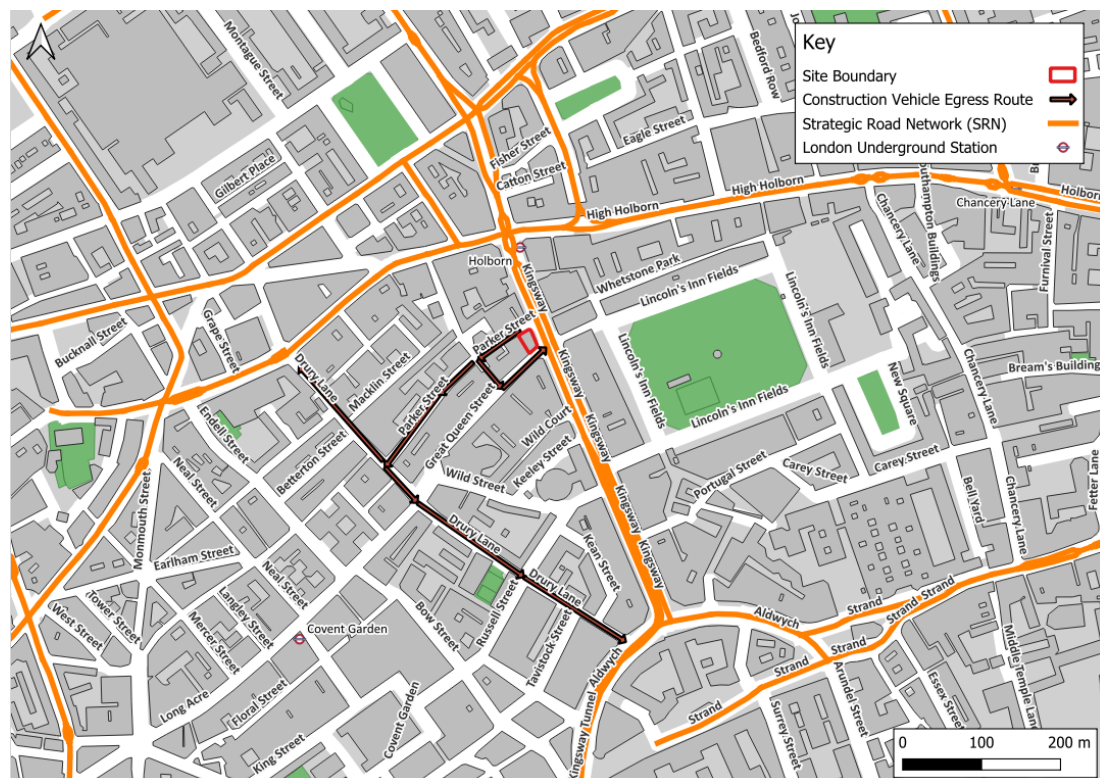 Key
Site Boundary
Construction Vehicle Egress Route
Strategic Road Network (SRN)
London Underground Station
Montague Street
Bedford Row
Eagle Street
Fisher Street
Catton Street
Gilbert Place
High Holborn
High Holborn
Holborn
Chancery Lane
Southampton Buildings
Chancery Lane
Furnival Street
Holborn
Kingsway
Whetstone Park
Lincoln's Inn Fields
Lincoln's Inn Fields
Lincoln's Inn Fields
Lincoln's Inn Fields
Bucknall Street
Grape Street
Parker Street
Drury Lane
Macklin Street
Kingsway
New Square
Chancery Lane
Bream's Building
Parker Street
Great Queen Street
Wild Court
Kingsway
Endell Street
Betterton Street
Keeley Street
Wild Street
Neal Street
Monmouth Street
Portugal Street
Carey Street
Carey Street
Bell Yard
Chancery Lane
Fetter Lane
Kingsway
Drury Lane
Kean Street
Kingsway
Earlham Street
Neal Street
Drury Lane
Tower Street
West Street
Langley Street
Mercer Street
Bow Street
Russell Street
Tavistock Street
Covent Garden
Aldwych
Strand
Strand
Strand
Strand
Strand
Aldwych
Kingsway Tunnel
Long Acre
Floral Street
King Street
Covent Garden
Strand
Surrey Street
Arundel Street
Essex Street
Middle Temple Lane
0 100 200 m